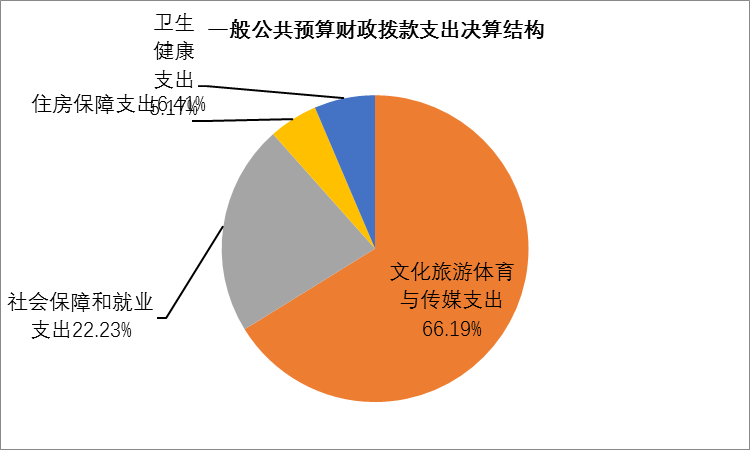 一般公共预算财政拨款支出决算结构
卫生
健康
支出
5.17%
住房保障支出6.41%
社会保障和就业
支出22.23%
文化旅游体育
与传媒支出
66.19%